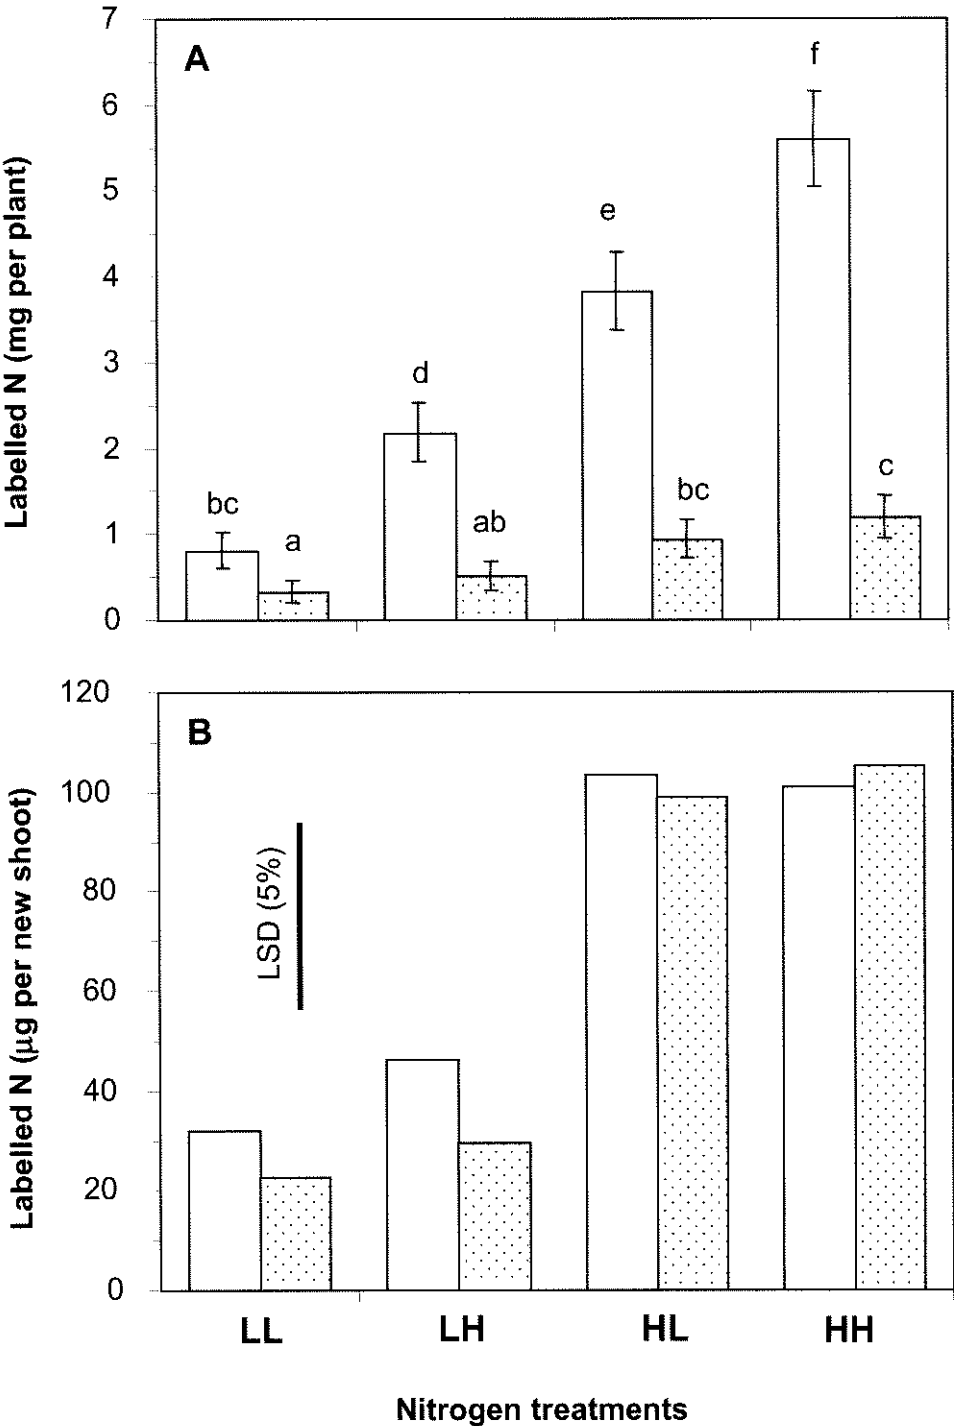 7
A
f
6
Labelled N (mg per plant)
5
e
4
d
3
2
bc
a
ab
bc
c
1
0
120
B
100
Labelled N (µg per new shoot)
LSD (5%)
80
60
40
20
0
LL LH HL HH
Nitrogen treatments